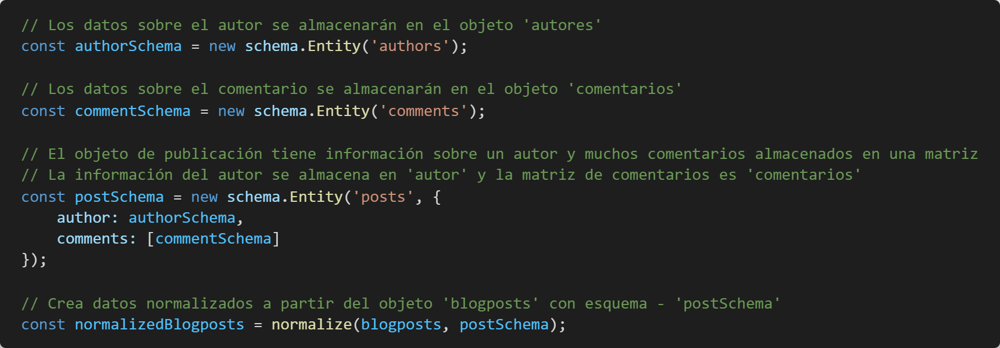 // Los datos sobre el autor se almacenarán en el objeto 'autores'
const authorSchema = new schema.Entity('authors');
// Los datos sobre el comentario se almacenarán en el objeto 'comentarios'
const commentSchema = new schema.Entity('comments');
// El objeto de publicación tiene información sobre un autor y muchos comentarios almacenados en una matriz
// La información del autor se almacena en 'autor' y la matriz de comentarios es 'comentarios'
const postSchema = new schema.Entity('posts', {
    author: authorSchema,
    comments: [commentSchema]
});
// Crea datos normalizados a partir del objeto 'blogposts' con esquema - 'postSchema'
const normalizedBlogposts = normalize(blogposts, postSchema);